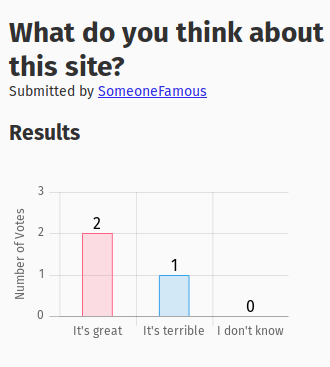 What do you think about
this site?
Submitted by SomeoneFamous
Results
3
2
1
0
Number of Votes
2
1
0
It's great It's terrible I don't know